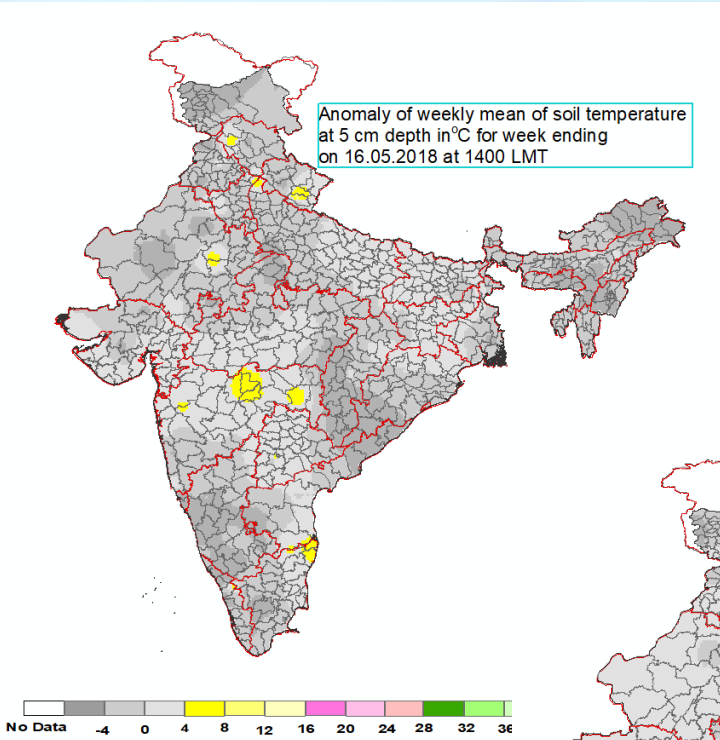 Anomaly of weekly mean of soil temperature
at 5 cm depth in°C for week ending
on 16.05.2018 at 1400 LMT
No Data -4 0 4 8 12 16 20 24 28 32 36